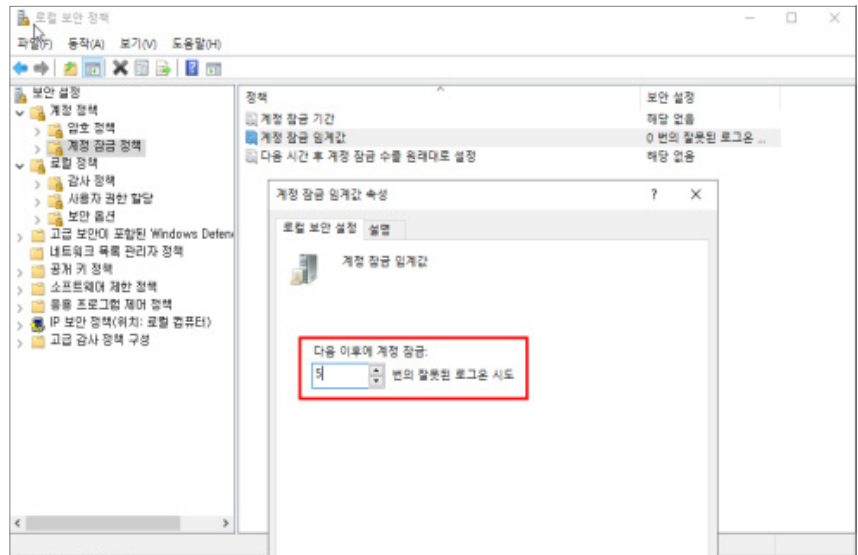 로컬 보안 정책
파일(F) 동작(A) 보기(V) 도움말(H)
보안 설정
계정 정책
암호 정책
계정 잠금 정책
로컬 정책
감사 정책
사용자 권한 할당
보안 옵션
고급 보안이 포함된 Windows Defen
네트워크 목록 관리자 정책
공개 키 정책
소프트웨어 제한 정책
응용 프로그램 제어 정책
IP 보안 정책(위치: 로컬 컴퓨터)
고급 감사 정책 구성
정책 보안 설정
계정 잠금 기간 해당 없음
계정 잠금 임계값 0 번의 잘못된 로그온 ...
다음 시간 후 계정 잠금 수를 원래대로 설정 해당 없음
계정 잠금 임계값 속성 ?
로컬 보안 설정 설명
계정 잠금 임계값
다음 이후에 계정 잠금:
5 번의 잘못된 로그온 시도